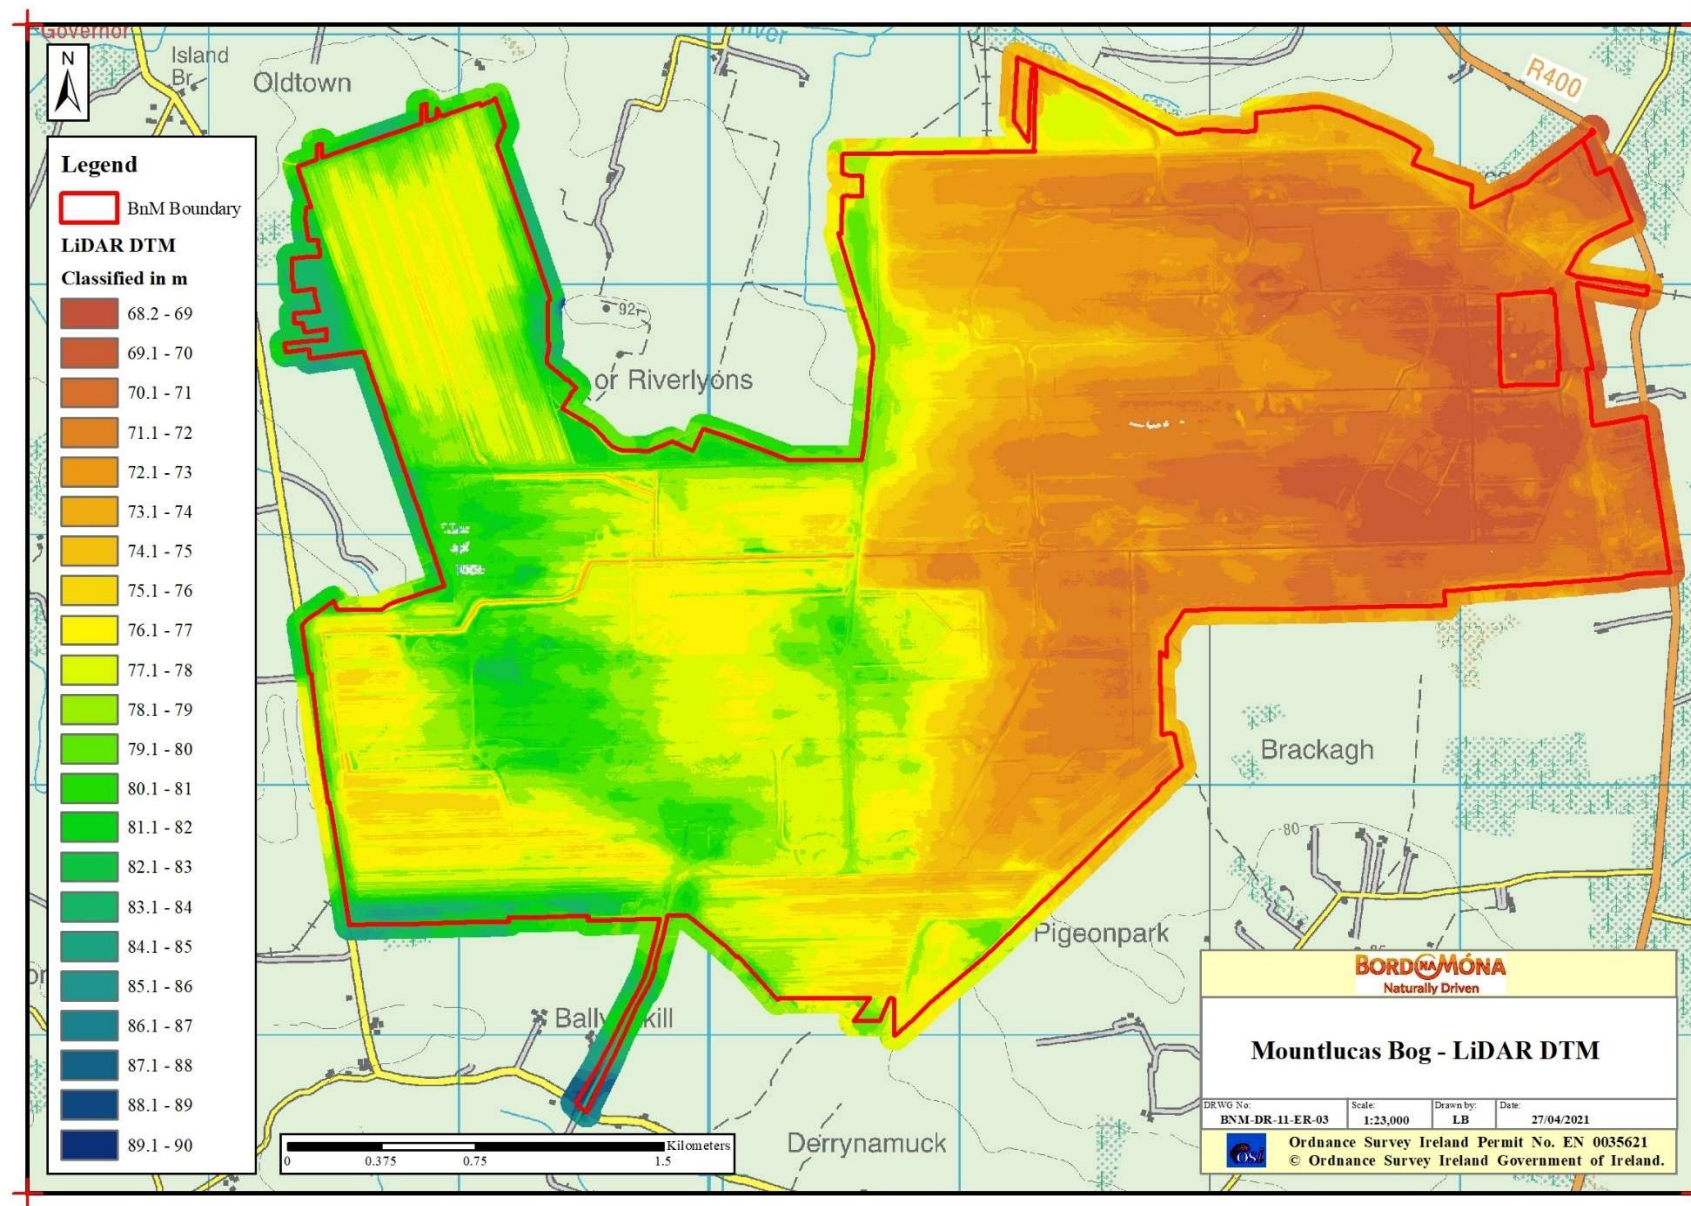 Governor
Island
Br
River
N
Oldtown
R400
Legend
BnM Boundary
LiDAR DTM
Classified in m
68.2 - 69
69.1 - 70
70.1 - 71
71.1 - 72
72.1 - 73
73.1 - 74
74.1 - 75
75.1 - 76
76.1 - 77
77.1 - 78
78.1 - 79
79.1 - 80
80.1 - 81
81.1 - 82
82.1 - 83
83.1 - 84
84.1 - 85
85.1 - 86
86.1 - 87
87.1 - 88
88.1 - 89
89.1 - 90
92
or Riverlyons
Brackagh
80
Pigeonpark
Derrynamuck
Kilometers
0 0.375 0.75 1.5
BORD NA MÓNA
Naturally Driven
Mountlucas Bog - LiDAR DTM
DRWG No: Scale: Drawn by: Date:
BNM-DR-11-ER-03 1:23,000 LB 27/04/2021
OSi
Ordnance Survey Ireland Permit No. EN 0035621
© Ordnance Survey Ireland Government of Ireland.